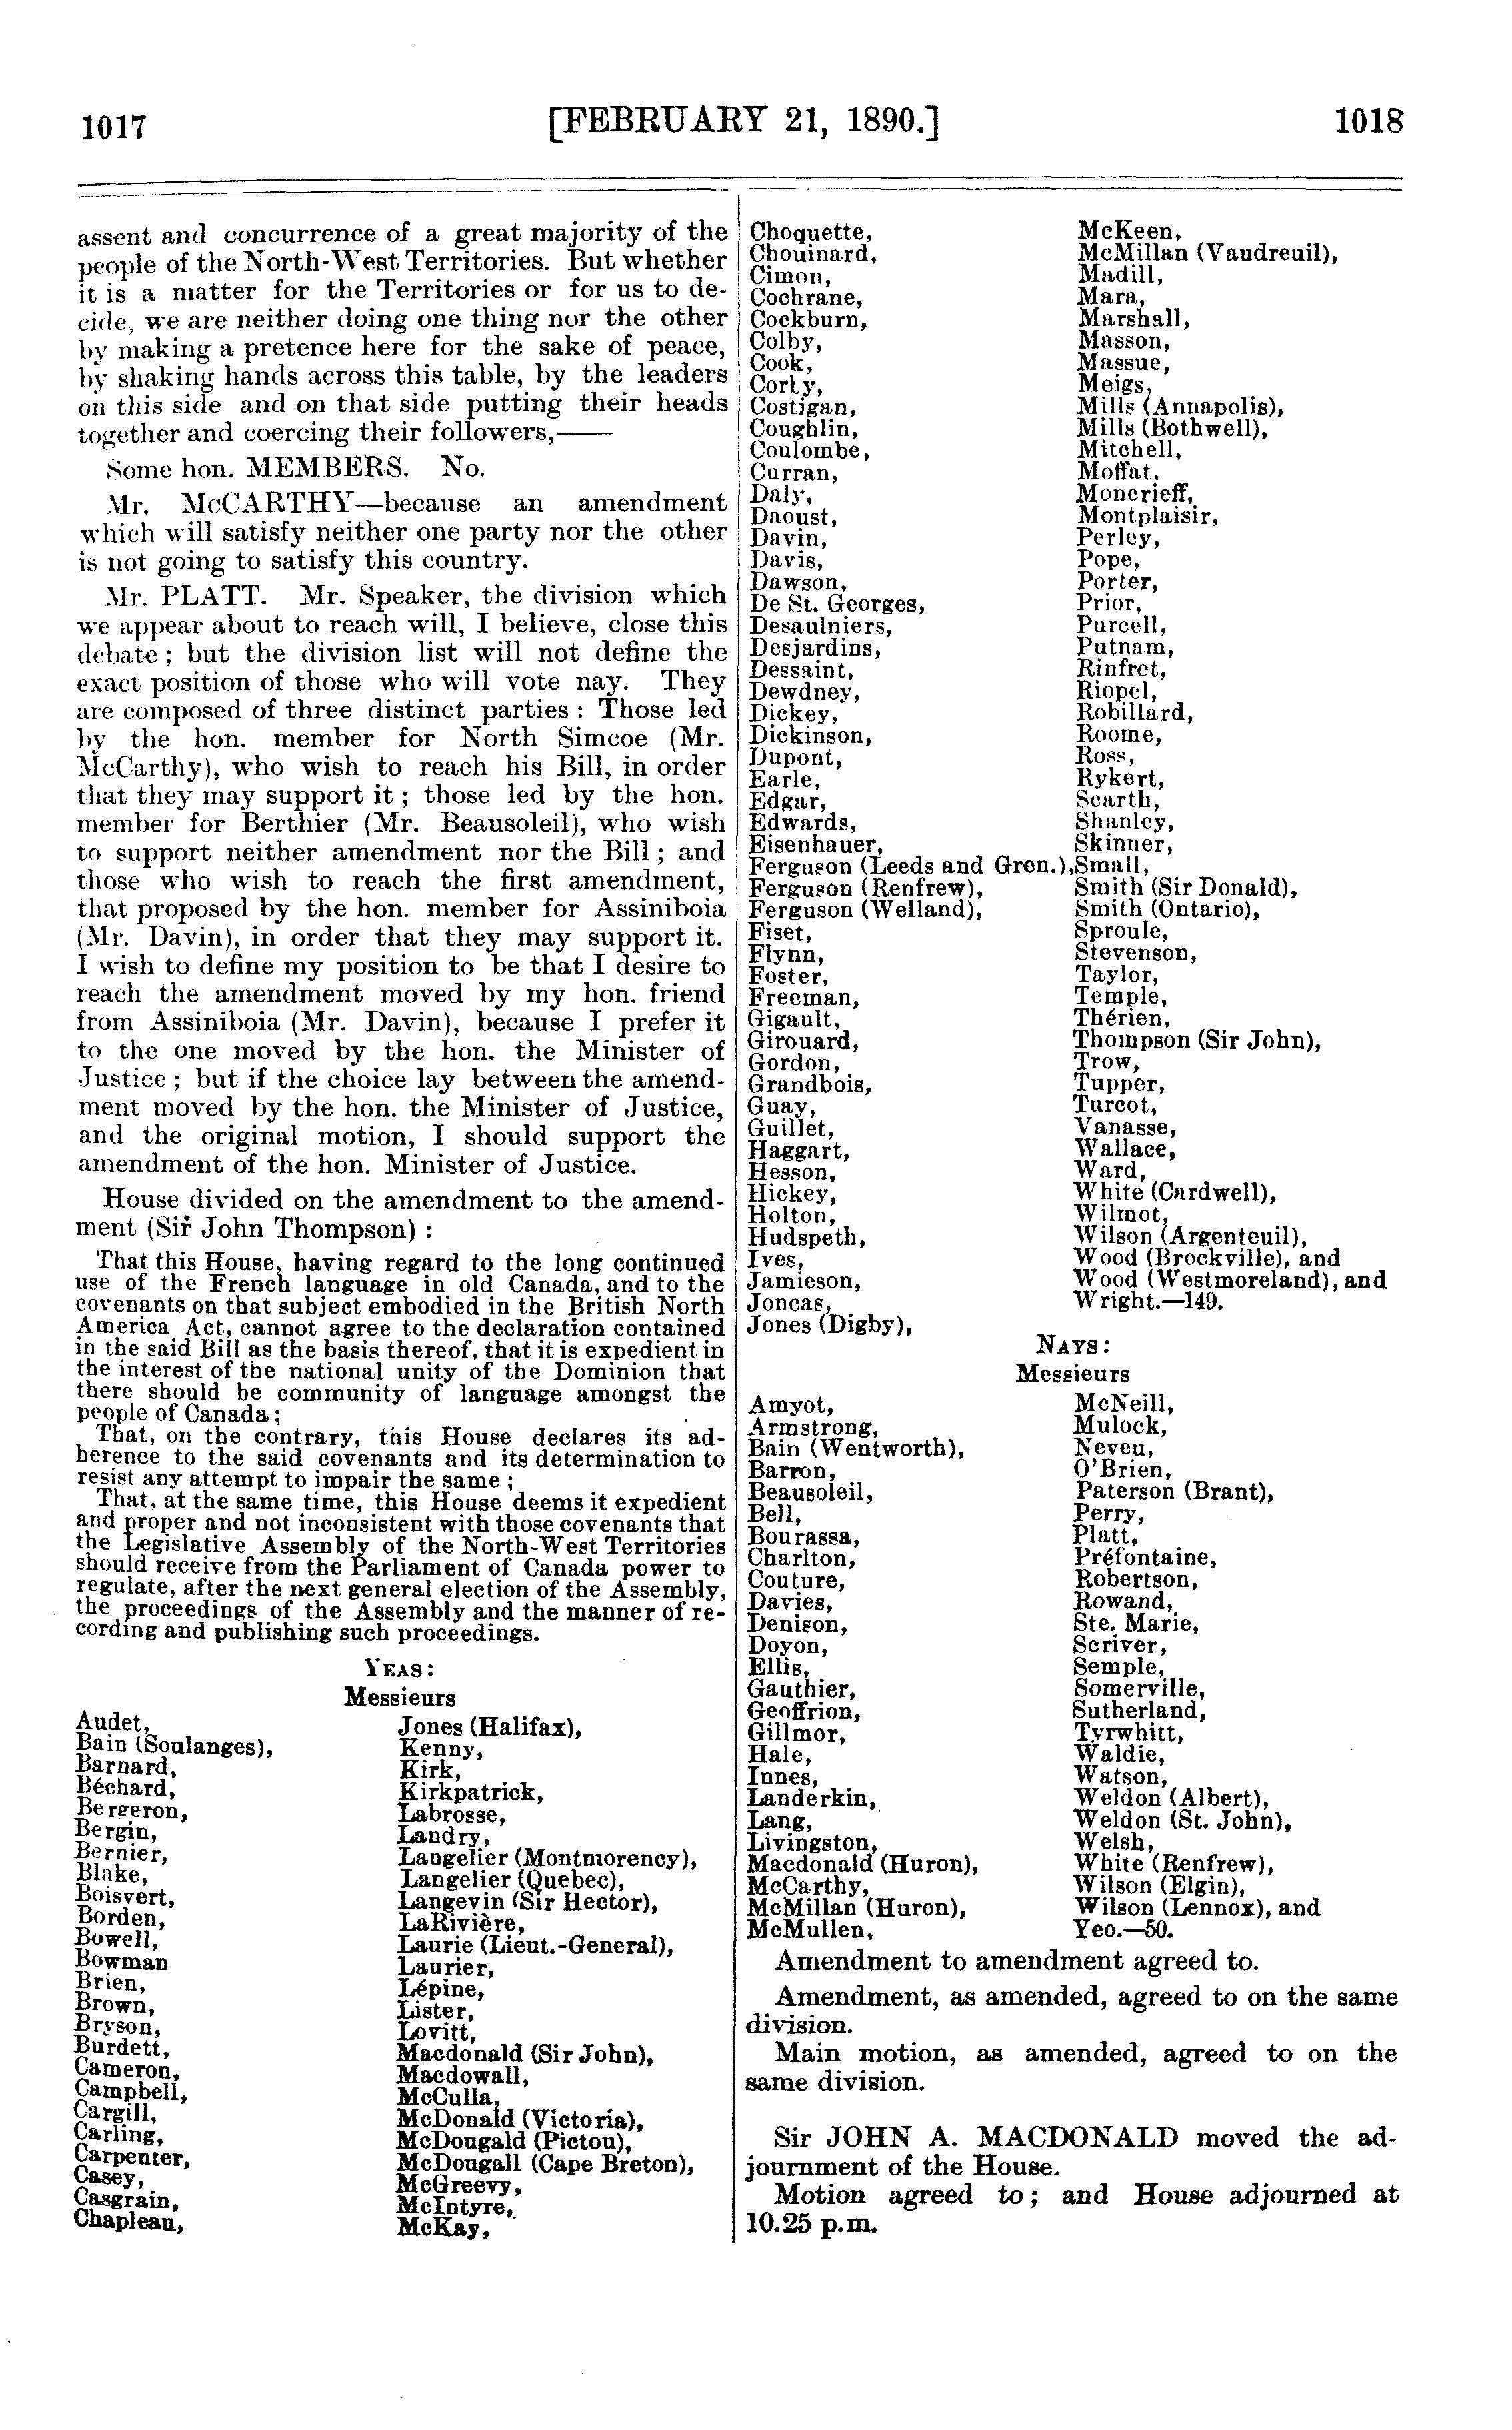 1017
[FEBRUARY 21, 1890.]
1018
assent and concurrence of a great majority of the
people of the North-West Territories. But whether
it is a matter for the Territories or for us to de-
cide, we are neither doing one thing nor the other
by making a pretence here for the sake of peace,
by shaking hands across this table, by the leaders
on this side and on that side putting their heads
together and coercing their followers,——
Some hon. MEMBERS. No.
Mr. McCARTHY—because an amendment
which will satisfy neither one party nor the other
is not going to satisfy this country.
Mr. PLATT. Mr. Speaker, the division which
we appear about to reach will, I believe, close this
debate; but the division list will not define the
exact position of those who will vote nay. They
are composed of three distinct parties: Those led
by the hon. member for North Simcoe (Mr.
McCarthy), who wish to reach his Bill, in order
that they may support it; those led by the hon.
member for Berthier (Mr. Beausoleil), who wish
to support neither amendment nor the Bill; and
those who wish to reach the first amendment,
that proposed by the hon. member for Assiniboia
(Mr. Davin), in order that they may support it.
I wish to define my position to be that I desire to
reach the amendment moved by my hon. friend
from Assiniboia (Mr. Davin), because I prefer it
to the one moved by the hon. the Minister of
Justice; but if the choice lay between the amend-
ment moved by the hon. the Minister of Justice,
and the original motion, I should support the
amendment of the hon. Minister of Justice.
House divided on the amendment to the amend-
ment (Sir John Thompson) :
That this House, having regard to the long continued
use of the French language in old Canada, and to the
covenants on that subject embodied in the British North
America Act, cannot agree to the declaration contained
in the said Bill as the basis thereof, that it is expedient in
the interest of the national unity of the Dominion that
there should be community of language amongst the
people of Canada;
That, on the contrary, this House declares its ad-
herence to the said covenants and its determination to
resist any attempt to impair the same;
That, at the same time, this House deems it expedient
and proper and not inconsistent with those covenants that
the Legislative Assembly of the North-West Territories
should receive from the Parliament of Canada power to
regulate, after the next general election of the Assembly,
the proceedings of the Assembly and the manner of re-
cording and publishing such proceedings.
YEAS:
Messieurs
Audet,
Bain (Soulanges),
Barnard,
Béchard,
Bergeron,
Bergin,
Bernier,
Blake,
Boisvert,
Borden,
Bowell,
Bowman
Brien,
Brown,
Bryson,
Burdett,
Cameron,
Campbell,
Cargill,
Carling,
Carpenter,
Casey,
Casgrain,
Chapleau,
Jones (Halifax),
Kenny,
Kirk,
Kirkpatrick,
Labrosse,
Landry,
Langelier (Montmorency),
Langelier (Quebec),
Langevin (Sir Hector),
LaRivière,
Laurie (Lieut.-General),
Laurier,
Lépine,
Lister,
Lovitt,
Macdonald (Sir John),
Macdowall,
McCulla,
McDonald (Victoria),
McDougald (Pictou),
McDougall (Cape Breton),
McGreevy,
McIntyre,
McKay,
Choquette,
Chouinard,
Cimon,
Cochrane,
Cockburn,
Colby,
Cook,
Corby,
Costigan,
Coughlin,
Coulombe,
Curran,
Daly,
Daoust,
Davin,
Davis,
Dawson,
De St. Georges,
Desaulniers,
Desjardins,
Dessaint,
Dewdney,
Dickey,
Dickinson,
Dupont,
Earle,
Edgar,
Edwards,
Eisenhauer,
Ferguson (Leeds and Gren.),
Ferguson (Renfrew),
Ferguson (Welland),
Fiset,
Flynn,
Foster,
Freeman,
Gigault,
Girouard,
Gordon,
Grandbois,
Guay,
Guillet,
Haggart,
Hesson,
Hickey,
Holton,
Hudspeth,
Ives,
Jamieson,
Joncas,
Jones (Digby),
McKeen,
McMillan (Vaudreuil),
Madill,
Mara,
Marshall,
Masson,
Massue,
Meigs,
Mills (Annapolis),
Mills (Bothwell),
Mitchell,
Moffat,
Moncrieff,
Montplaisir,
Perley,
Pope,
Porter,
Prior,
Purcell,
Putnam,
Rinfret,
Riopel,
Robillard,
Roome,
Ross,
Rykert,
Scarth,
Shanley,
Skinner,
Small,
Smith (Sir Donald),
Smith (Ontario),
Sproule,
Stevenson,
Taylor,
Temple,
Thérien,
Thompson (Sir John),
Trow,
Tupper,
Turcot,
Vanasse,
Wallace,
Ward,
White (Cardwell),
Wilmot,
Wilson (Argenteuil),
Wood (Brockville), and
Wood (Westmoreland), and
Wright.—149.
NAYS:
Messieurs
Amyot,
Armstrong,
Bain (Wentworth),
Barron,
Beausoleil,
Bell,
Bourassa,
Charlton,
Couture,
Davies,
Denison,
Doyon,
Ellis,
Gauthier,
Geoffrion,
Gillmor,
Hale,
Innes,
Landerkin,
Lang,
Livingston,
Macdonald (Huron),
McCarthy,
McMillan (Huron),
McMullen,
McNeill,
Mulock,
Neveu,
O'Brien,
Paterson (Brant),
Perry,
Platt,
Préfontaine,
Robertson,
Rowand,
Ste. Marie,
Scriver,
Semple,
Somerville,
Sutherland,
Tyrwhitt,
Waldie,
Watson,
Weldon (Albert),
Weldon (St. John),
Welsh,
White (Renfrew),
Wilson (Elgin),
Wilson (Lennox), and
Yeo.—50.
Amendment to amendment agreed to.
Amendment, as amended, agreed to on the same
division.
Main motion, as amended, agreed to on the
same division.
Sir JOHN A. MACDONALD moved the ad-
journment of the House.
Motion agreed to; and House adjourned at
10.25 p.m.